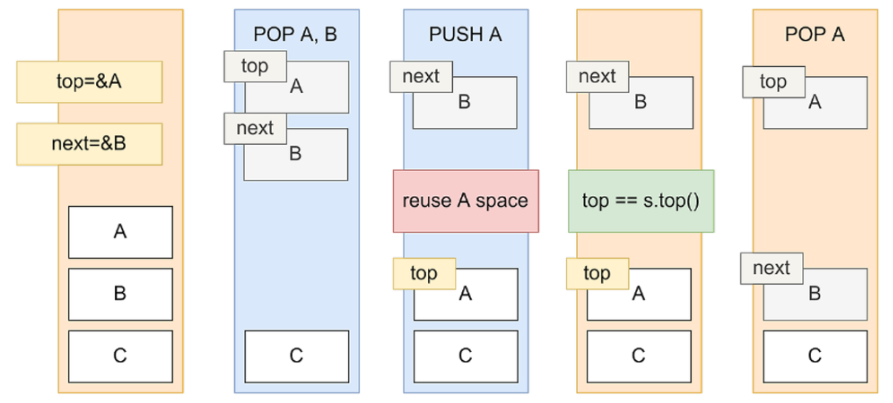 top=&A
next=&B
A
B
C
POP A, B
top
A
next
B
C
PUSH A
next
B
reuse A space
top
A
C
next
B
top == s.top()
top
A
C
POP A
top
A
next
B
C